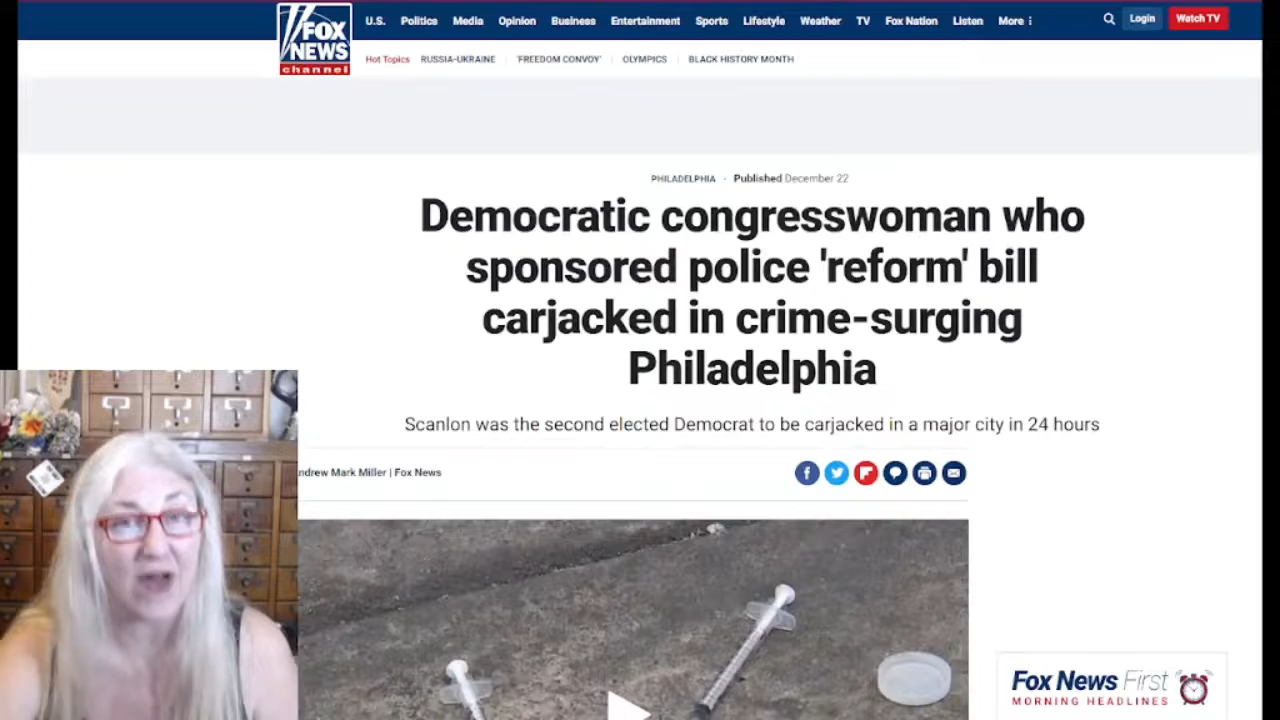 FOX
NEWS
channel
U.S. Politics Media Opinion Business Entertainment Sports Lifestyle Weather TV Fox Nation Listen More Login Watch TV
Hot Topics RUSSIA-UKRAINE 'FREEDOM CONVOY' OLYMPICS BLACK HISTORY MONTH
PHILADELPHIA · Published December 22
Democratic congresswoman who
sponsored police 'reform' bill
carjacked in crime-surging
Philadelphia
Scanlon was the second elected Democrat to be carjacked in a major city in 24 hours
ndrew Mark Miller | Fox News
Fox News First
MORNING HEADLINES